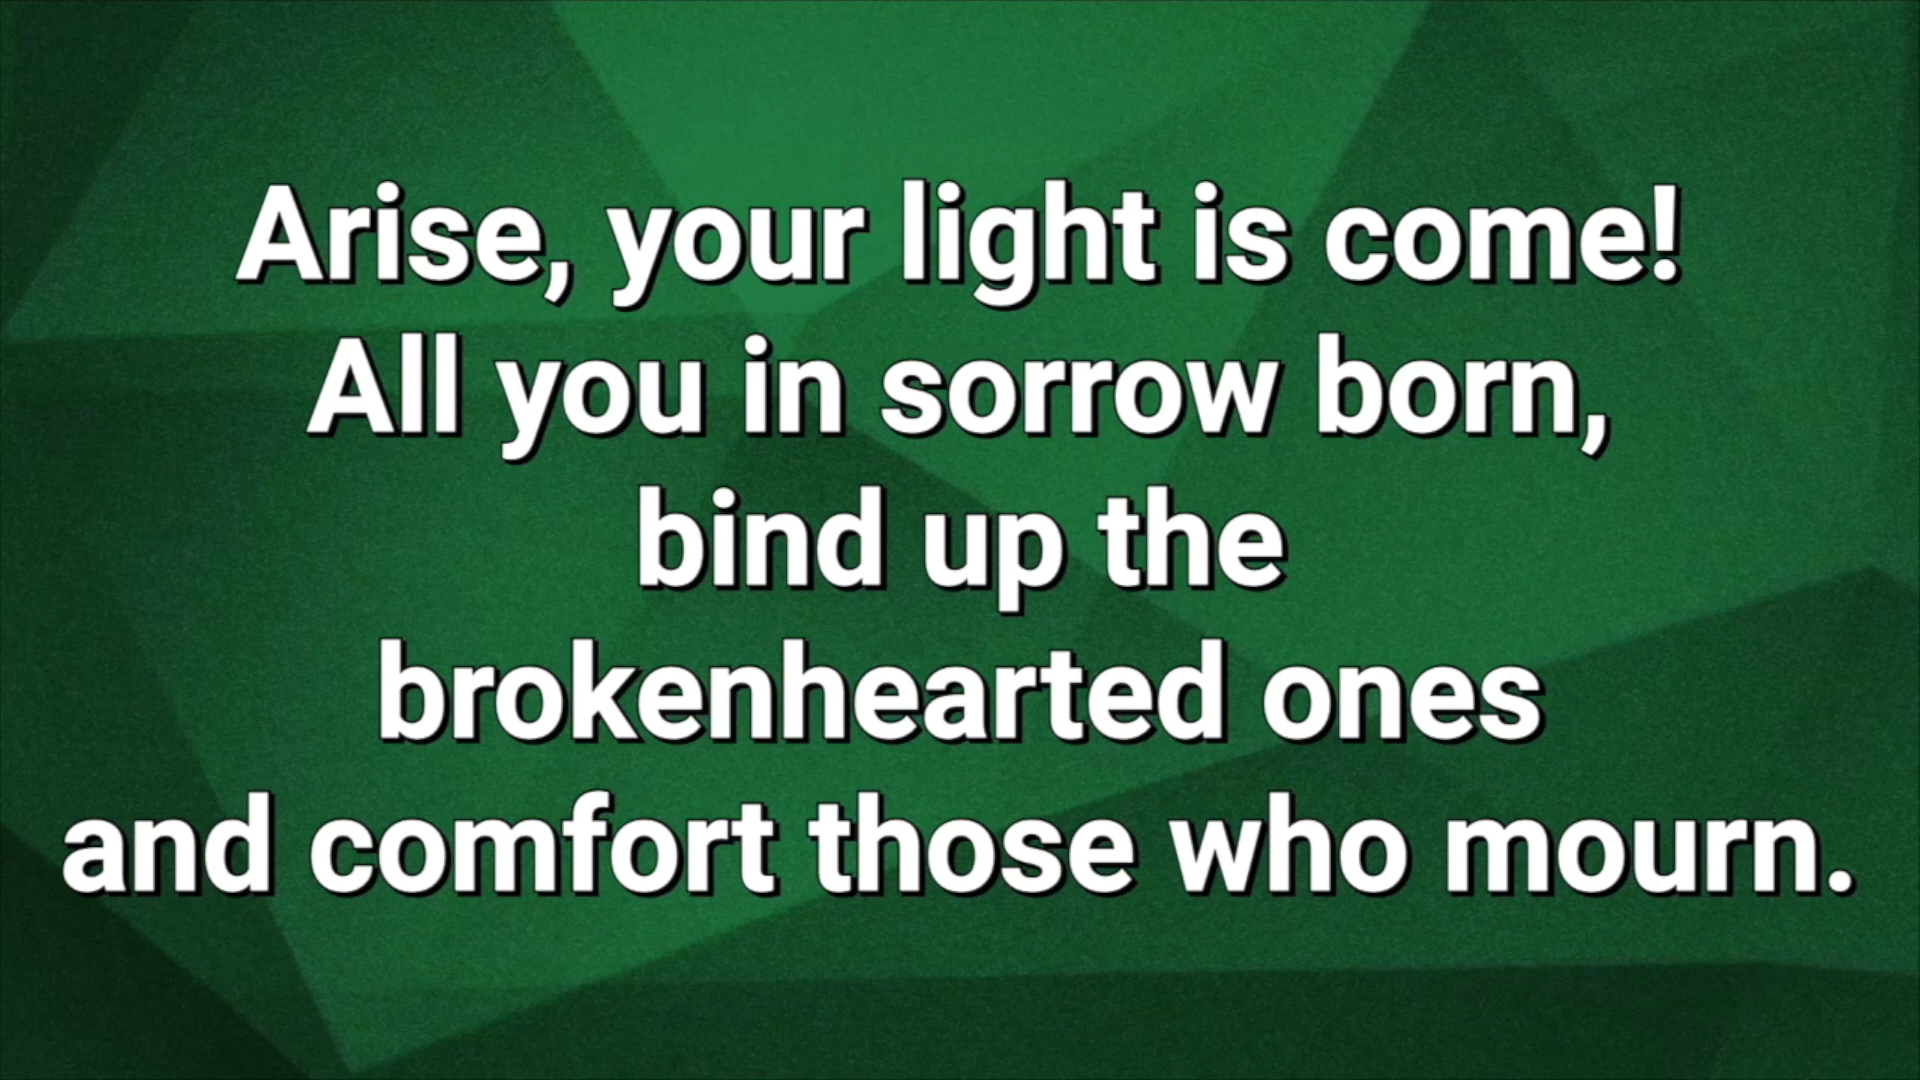 Arise, your light is come!
All you in sorrow born,
bind up the
brokenhearted ones
and comfort those who mourn.